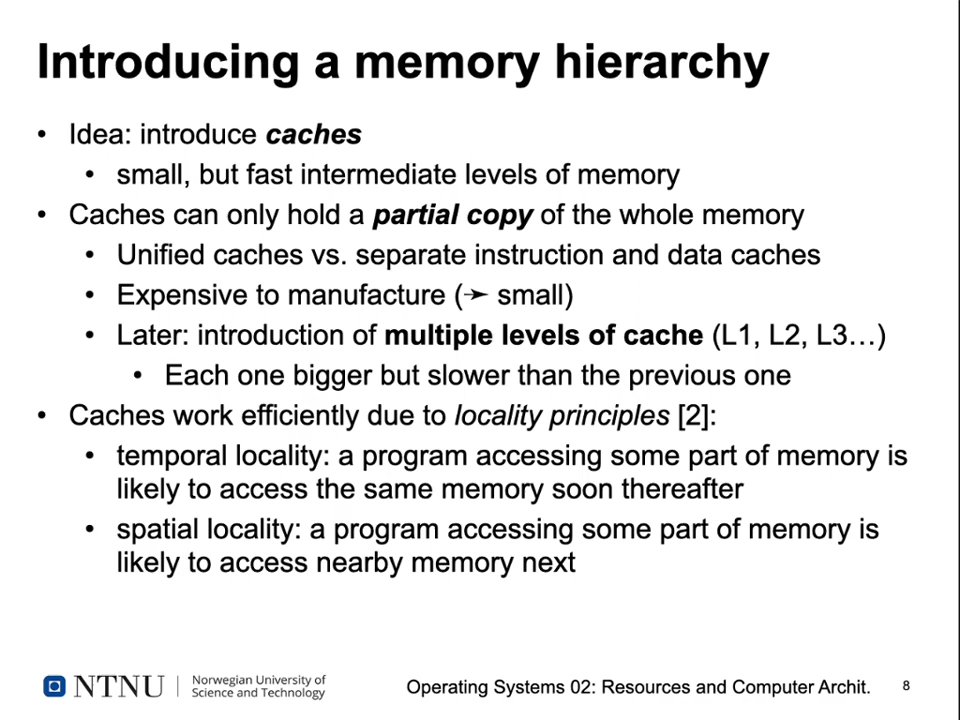 Introducing a memory hierarchy
• Idea: introduce caches
• small, but fast intermediate levels of memory
• Caches can only hold a partial copy of the whole memory
• Unified caches vs. separate instruction and data caches
• Expensive to manufacture (➛ small)
• Later: introduction of multiple levels of cache (L1, L2, L3…)
• Each one bigger but slower than the previous one
• Caches work efficiently due to locality principles [2]:
• temporal locality: a program accessing some part of memory is
likely to access the same memory soon thereafter
• spatial locality: a program accessing some part of memory is
likely to access nearby memory next
NTNU
Norwegian University of
Science and Technology
Operating Systems 02: Resources and Computer Archit.
8